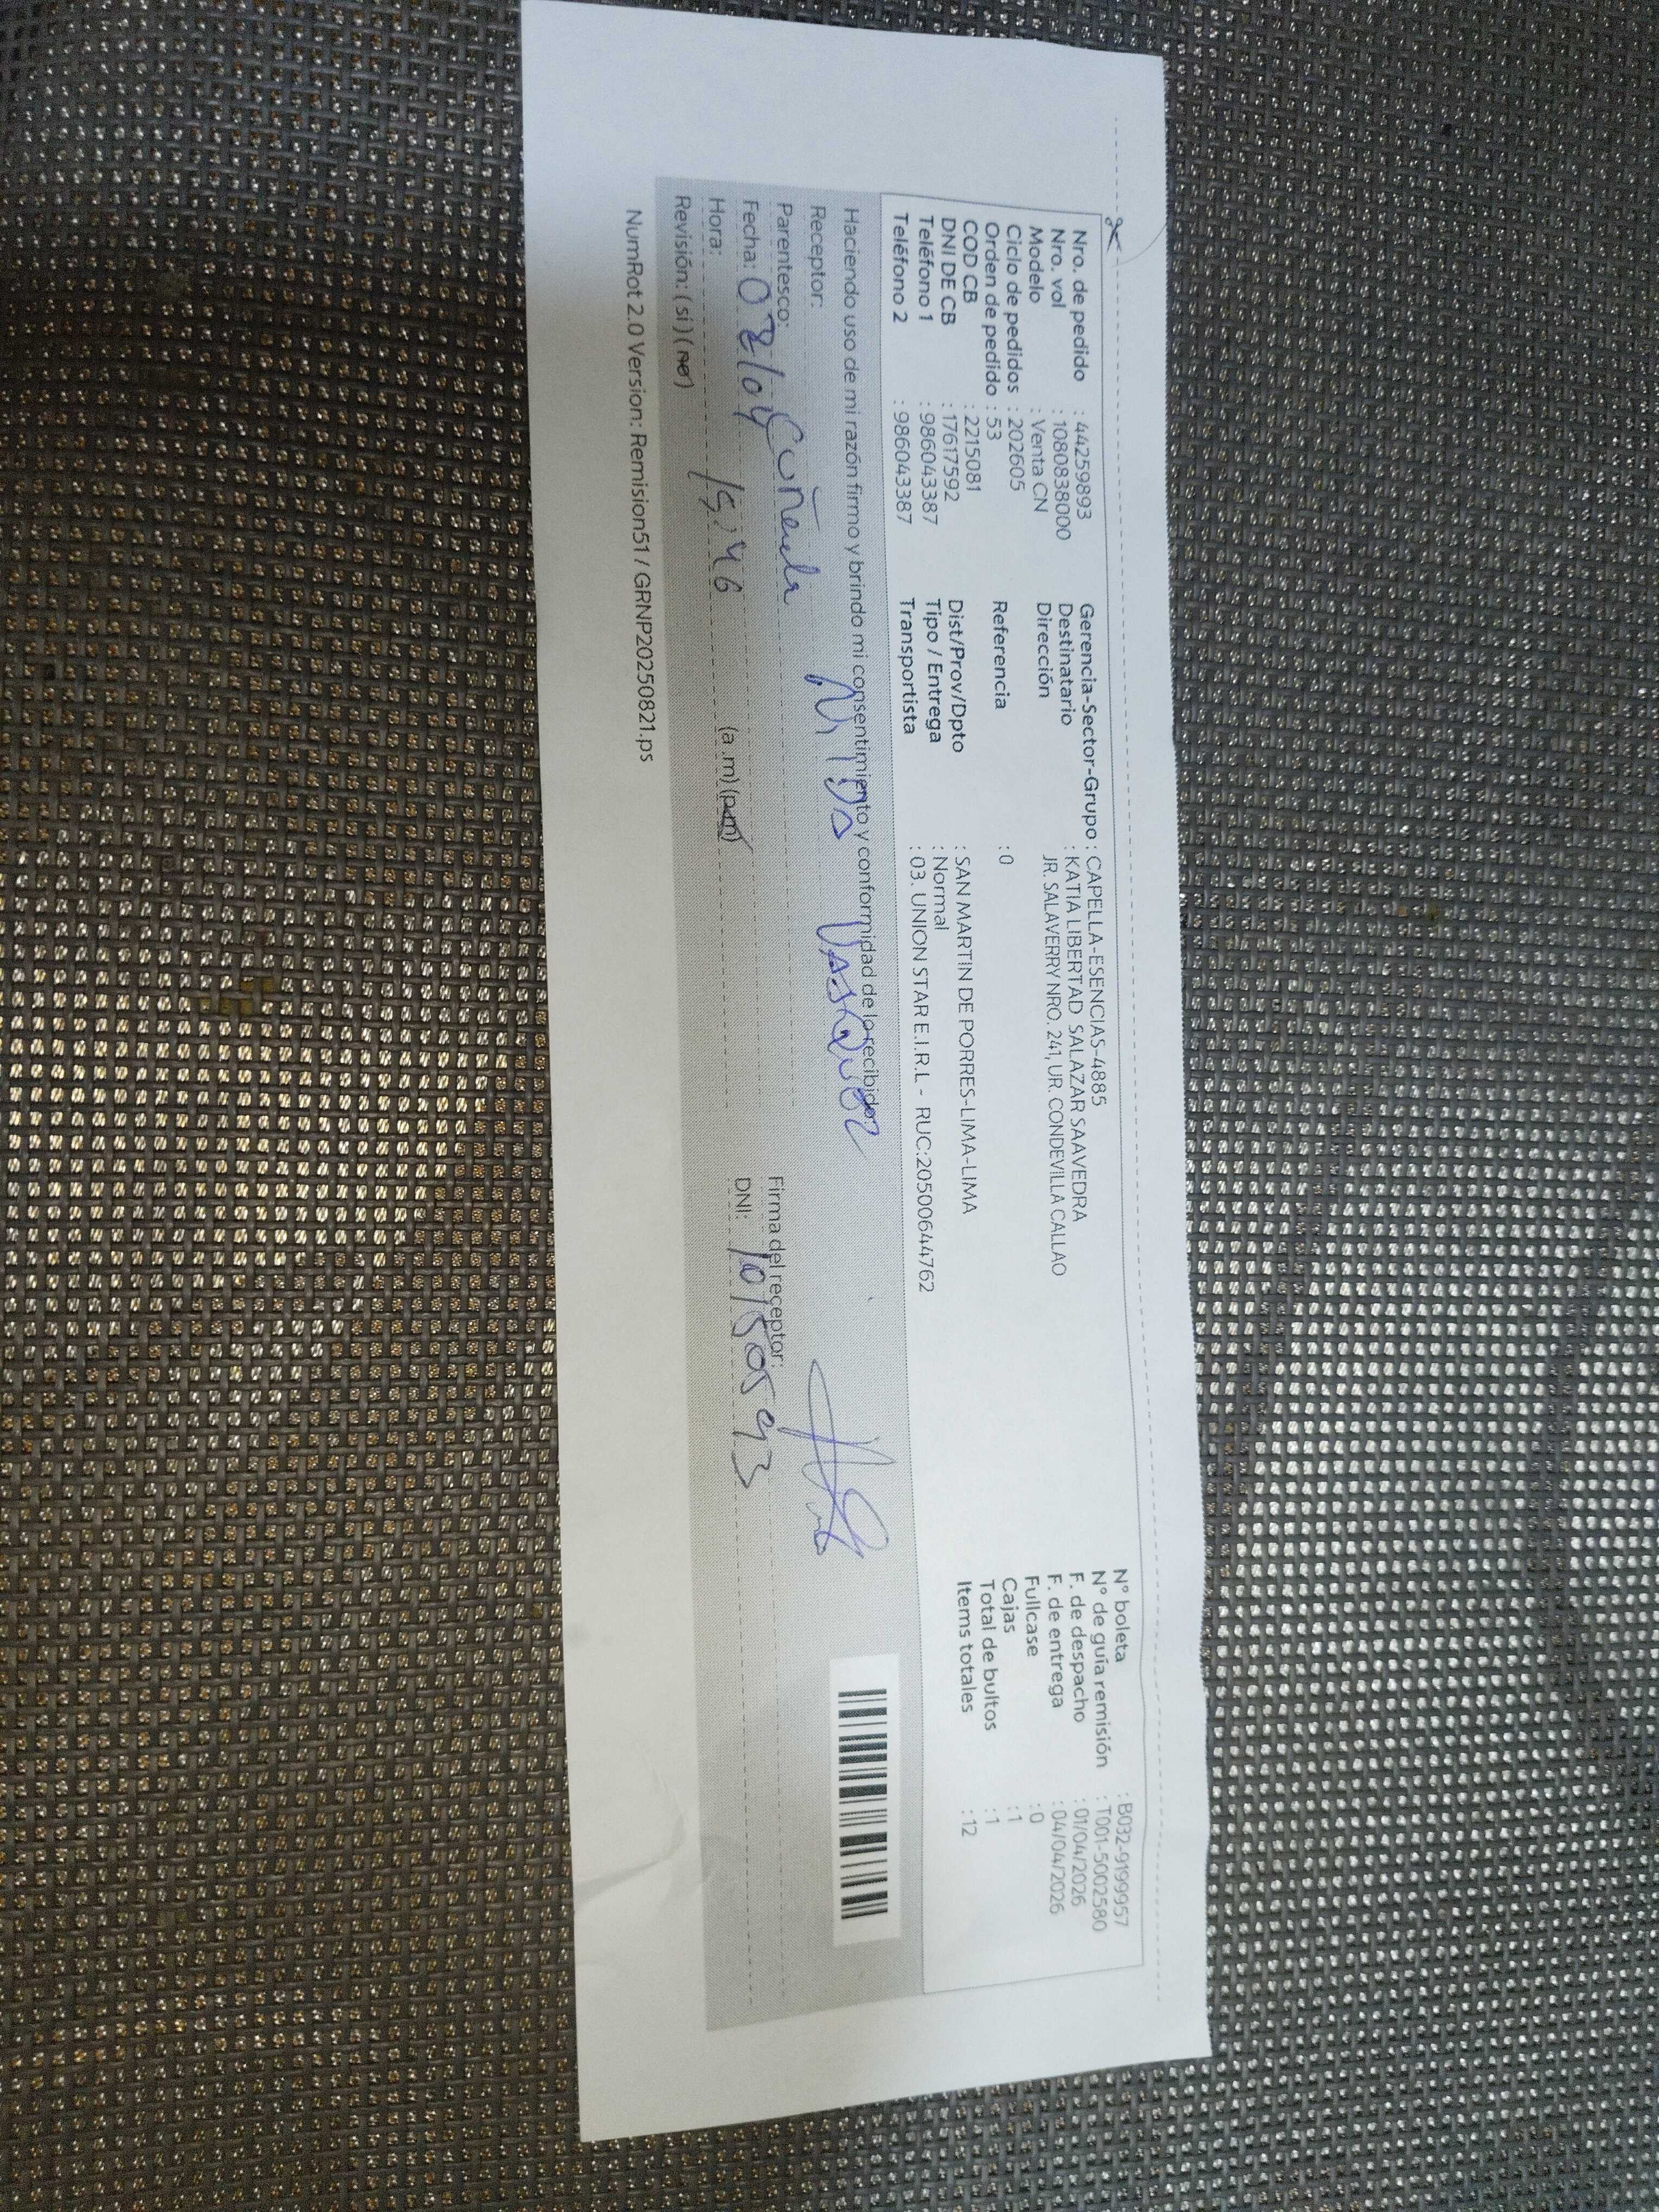 Nro. de pedido : 44259893
Nro. vol : 1080838000
Modelo : Venta CN
Ciclo de pedidos : 202605
Orden de pedido : 53
COD CB : 2215081
DNI DE CB : 17617592
Teléfono 1 : 986043387
Teléfono 2 : 986043387
Gerencia-Sector-Grupo : CAPELLA-ESENCIAS-4885
Destinatario : KATIA LIBERTAD SALAZAR SAAVEDRA
Dirección JR. SALAVERRY NRO. 241, UR. CONDEVILLA CALLAO
Referencia : 0
Dist/Prov/Dpto : SAN MARTIN DE PORRES-LIMA-LIMA
Tipo / Entrega : Normal
Transportista : 03. UNION STAR E.I.R.L - RUC:20500644762
N° boleta : B032-9199957
N° de guía remisión : T001-5002580
F. de despacho : 01/04/2026
F. de entrega : 04/04/2026
Fullcase : 0
Cajas : 1
Total de bultos : 1
Items totales : 12
Haciendo uso de mi razón firmo y brindo mi consentimiento y conformidad de lo recibido:
Receptor: Vasquez
Parentesco: Cuñada
Firma del receptor:
Fecha: 08/04
DNI:
Hora: 15:46 (a.m) (p.m)
Revisión: (si) (no)
NumRot 2.0 Version: Remision51 / GRNP20250821.ps